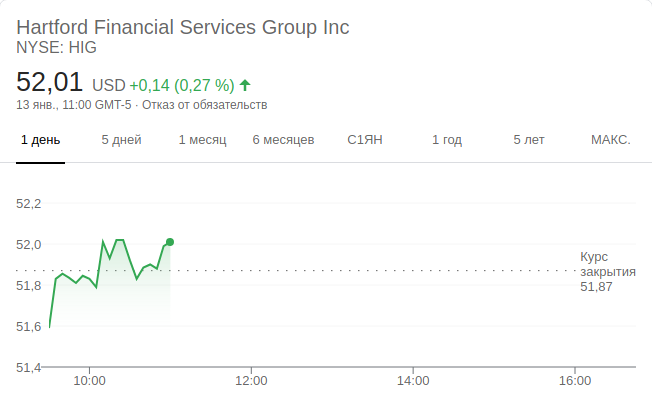 Hartford Financial Services Group Inc
NYSE: HIG
52,01 USD +0,14 (0,27 %)
13 янв., 11:00 GMT-5 · Отказ от обязательств
1 день 5 дней 1 месяц 6 месяцев С1ЯН 1 год 5 лет МАКС.
52,2
52,0
Курс
закрытия
51,87
51,8
51,6
51,4
10:00 12:00 14:00 16:00